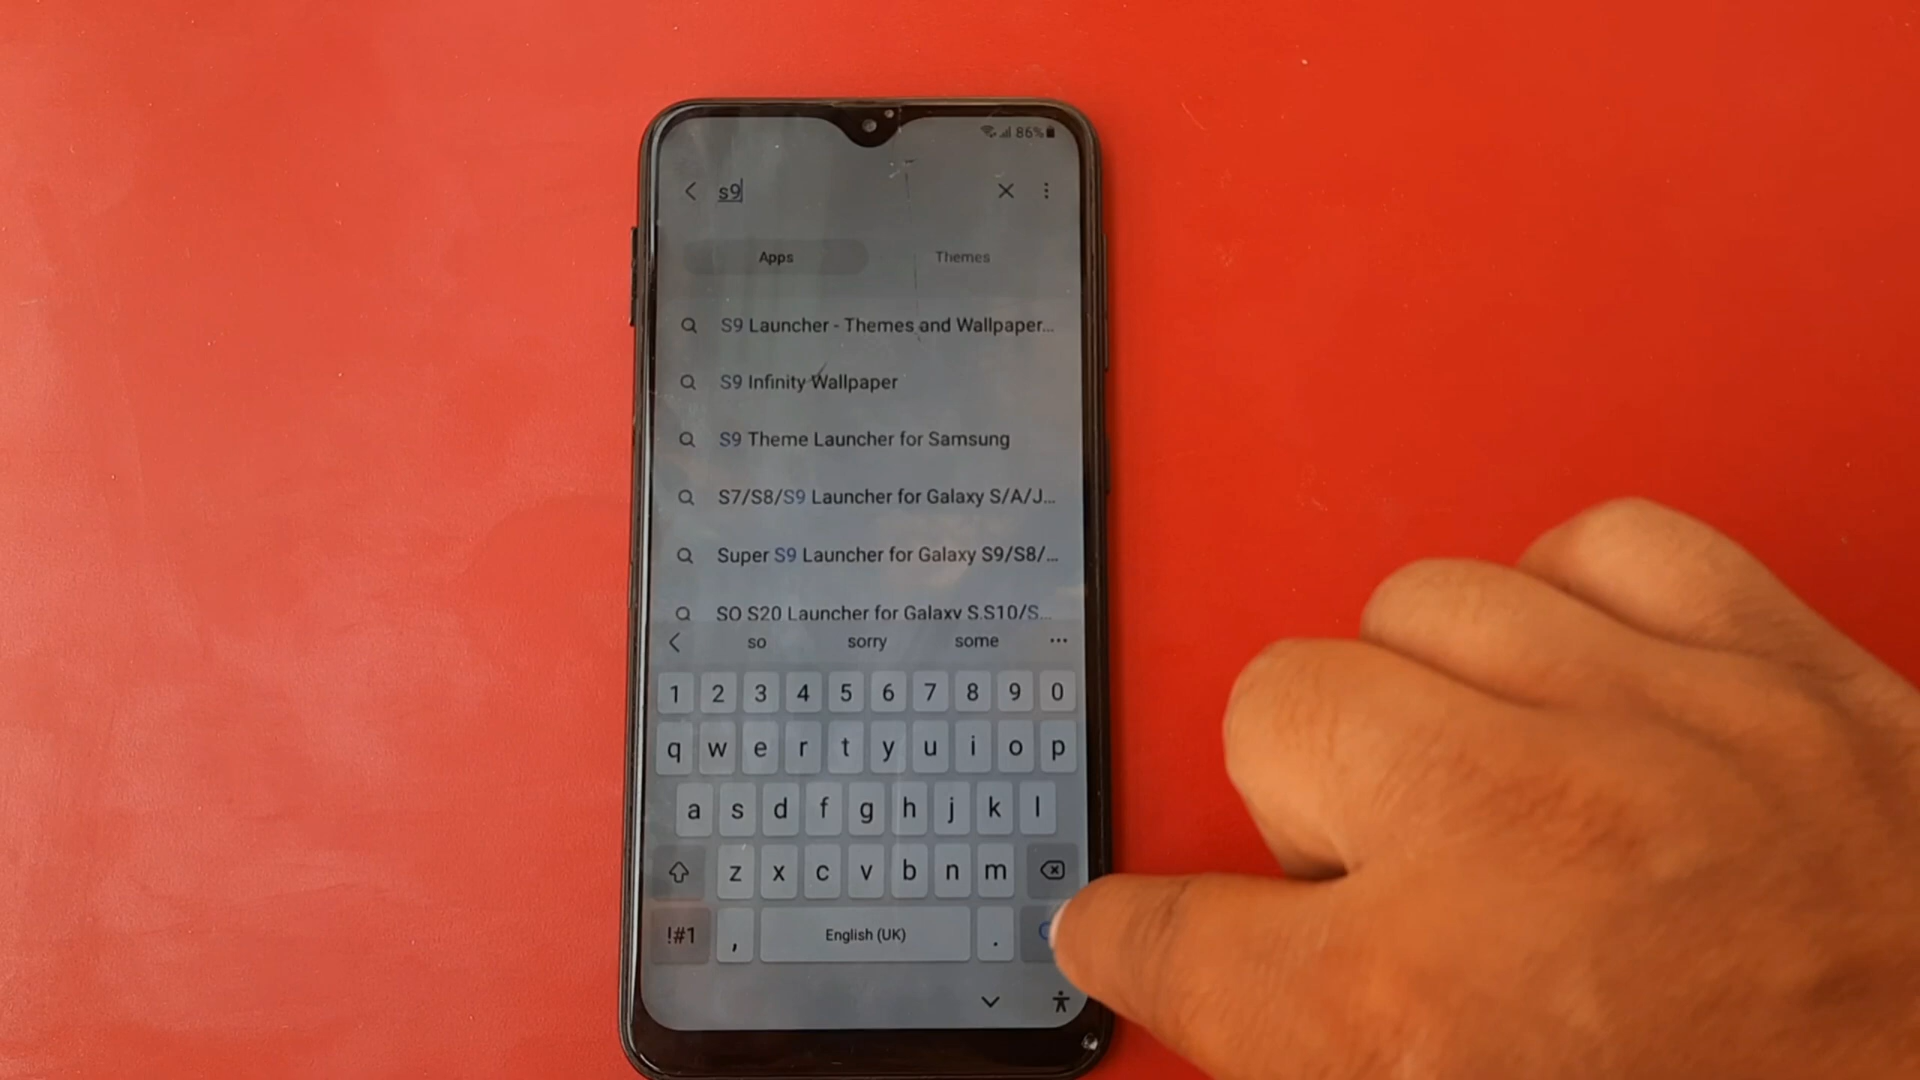 86%
s9
Apps Themes
S9 Launcher - Themes and Wallpaper...
S9 Infinity Wallpaper
S9 Theme Launcher for Samsung
S7/S8/S9 Launcher for Galaxy S/A/J...
Super S9 Launcher for Galaxy S9/S8/...
SO S20 Launcher for Galaxy S,S10/S...
so sorry some ...
1 2 3 4 5 6 7 8 9 0
q w e r t y u i o p
a s d f g h j k l
z x c v b n m
!#1 , English (UK) .